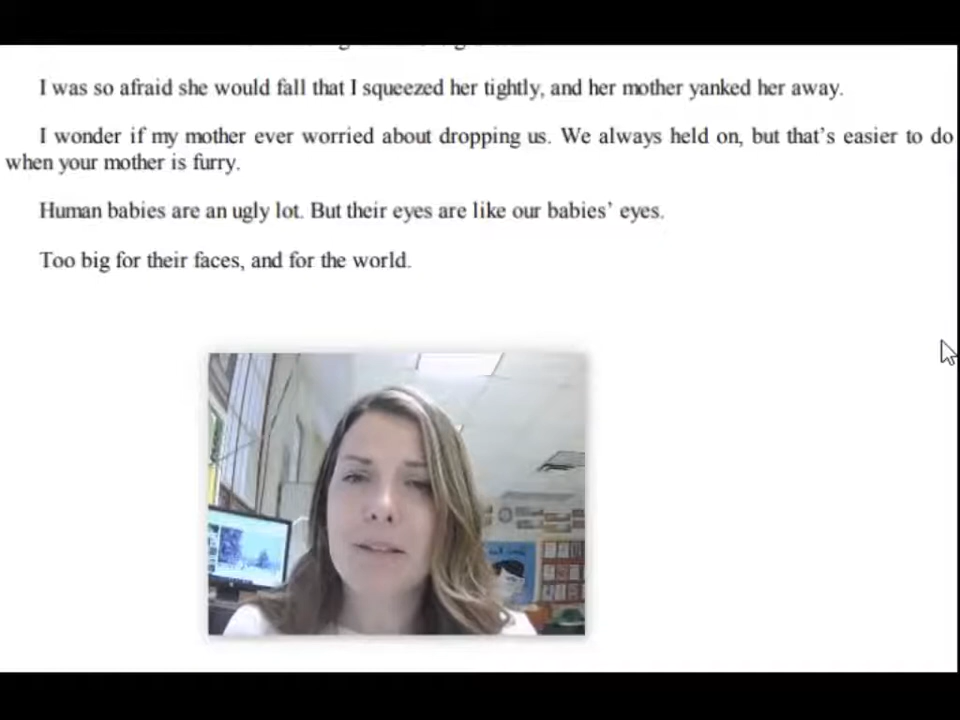 I was so afraid she would fall that I squeezed her tightly, and her mother yanked her away.
I wonder if my mother ever worried about dropping us. We always held on, but that’s easier to do
when your mother is furry.
Human babies are an ugly lot. But their eyes are like our babies’ eyes.
Too big for their faces, and for the world.